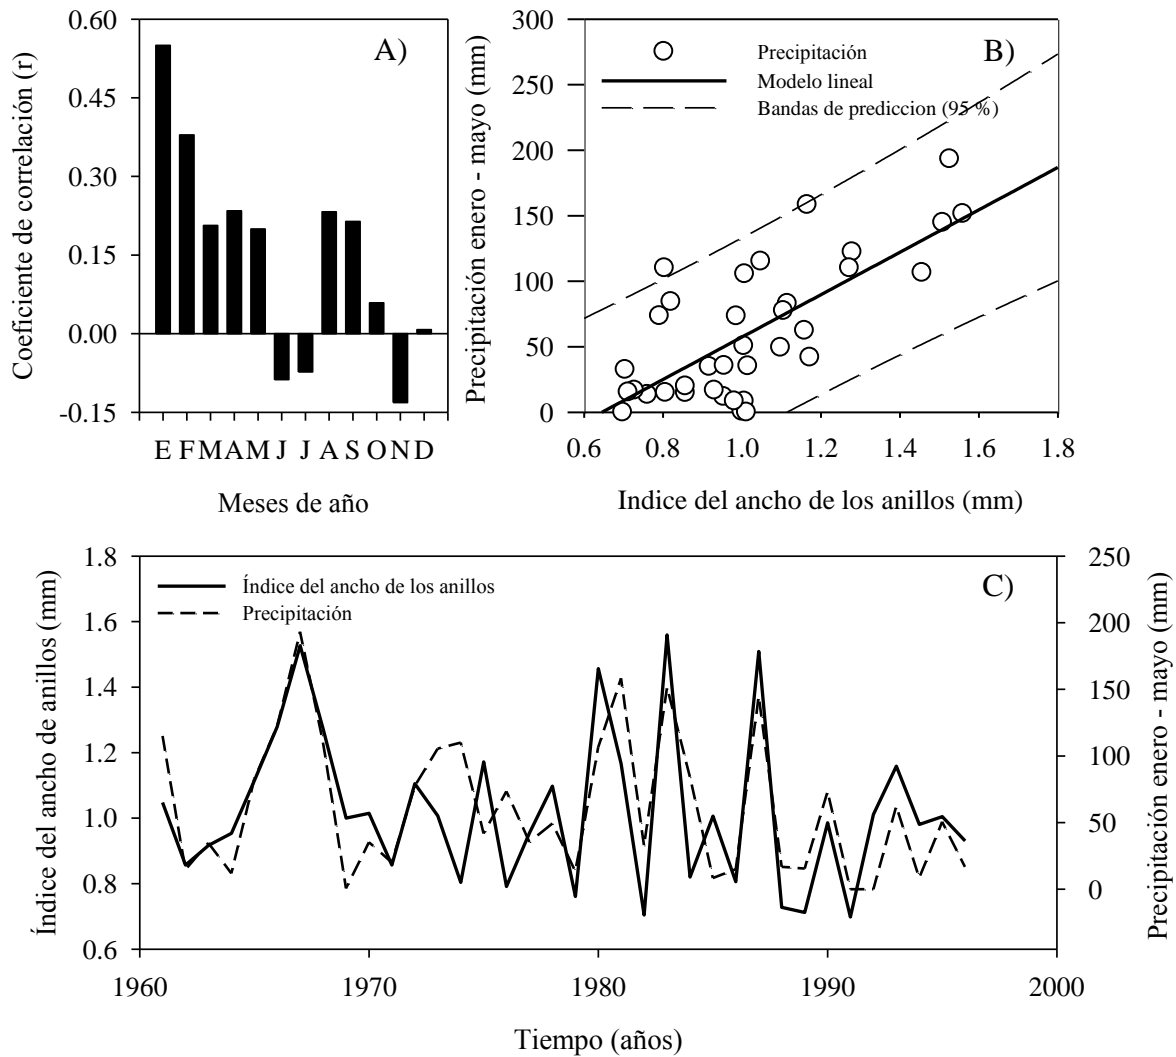 A)
Coeficiente de correlación (r)
0.60
0.45
0.30
0.15
0.00
-0.15
E F M A M J J A S O N D
Meses de año
B)
Precipitación enero - mayo (mm)
300
250
200
150
100
50
0
Precipitación
Modelo lineal
Bandas de prediccion (95 %)
0.6 0.8 1.0 1.2 1.4 1.6 1.8
Indice del ancho de los anillos (mm)
C)
Índice del ancho de anillos (mm)
1.8
1.6
1.4
1.2
1.0
0.8
0.6
Índice del ancho de los anillos
Precipitación
250
200
150
100
50
0
Precipitación enero - mayo (mm)
1960 1970 1980 1990 2000
Tiempo (años)